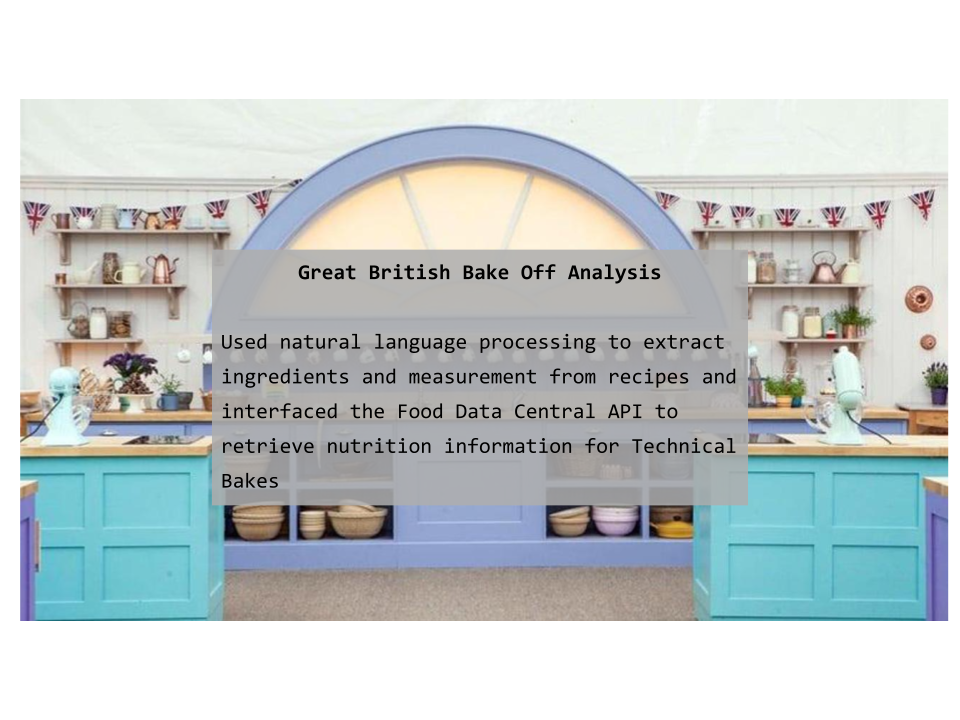 Great British Bake Off Analysis
Used natural language processing to extract
ingredients and measurement from recipes and
interfaced the Food Data Central API to
retrieve nutrition information for Technical
Bakes